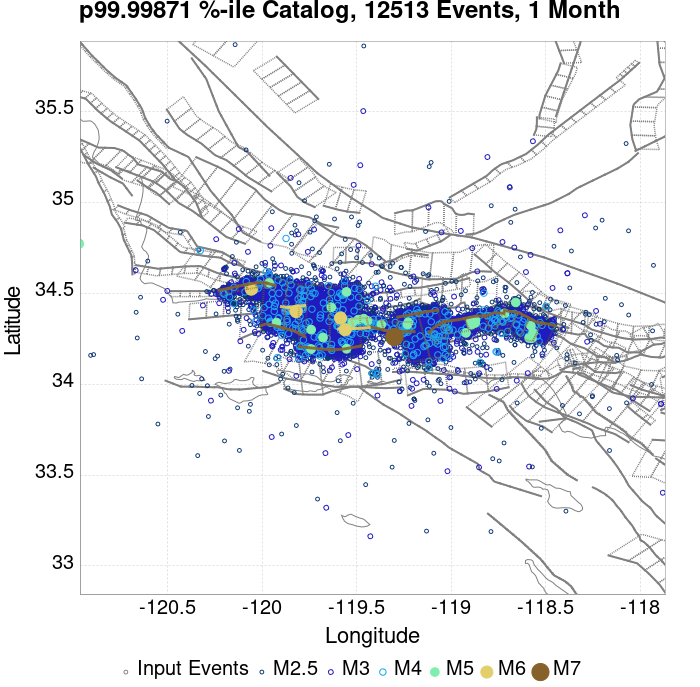 p99.99871 %-ile Catalog, 12513 Events, 1 Month
35.5
35
34.5
34
33.5
33
Latitude
-120.5 -120 -119.5 -119 -118.5 -118
Longitude
Input Events M2.5 M3 M4 M5 M6 M7